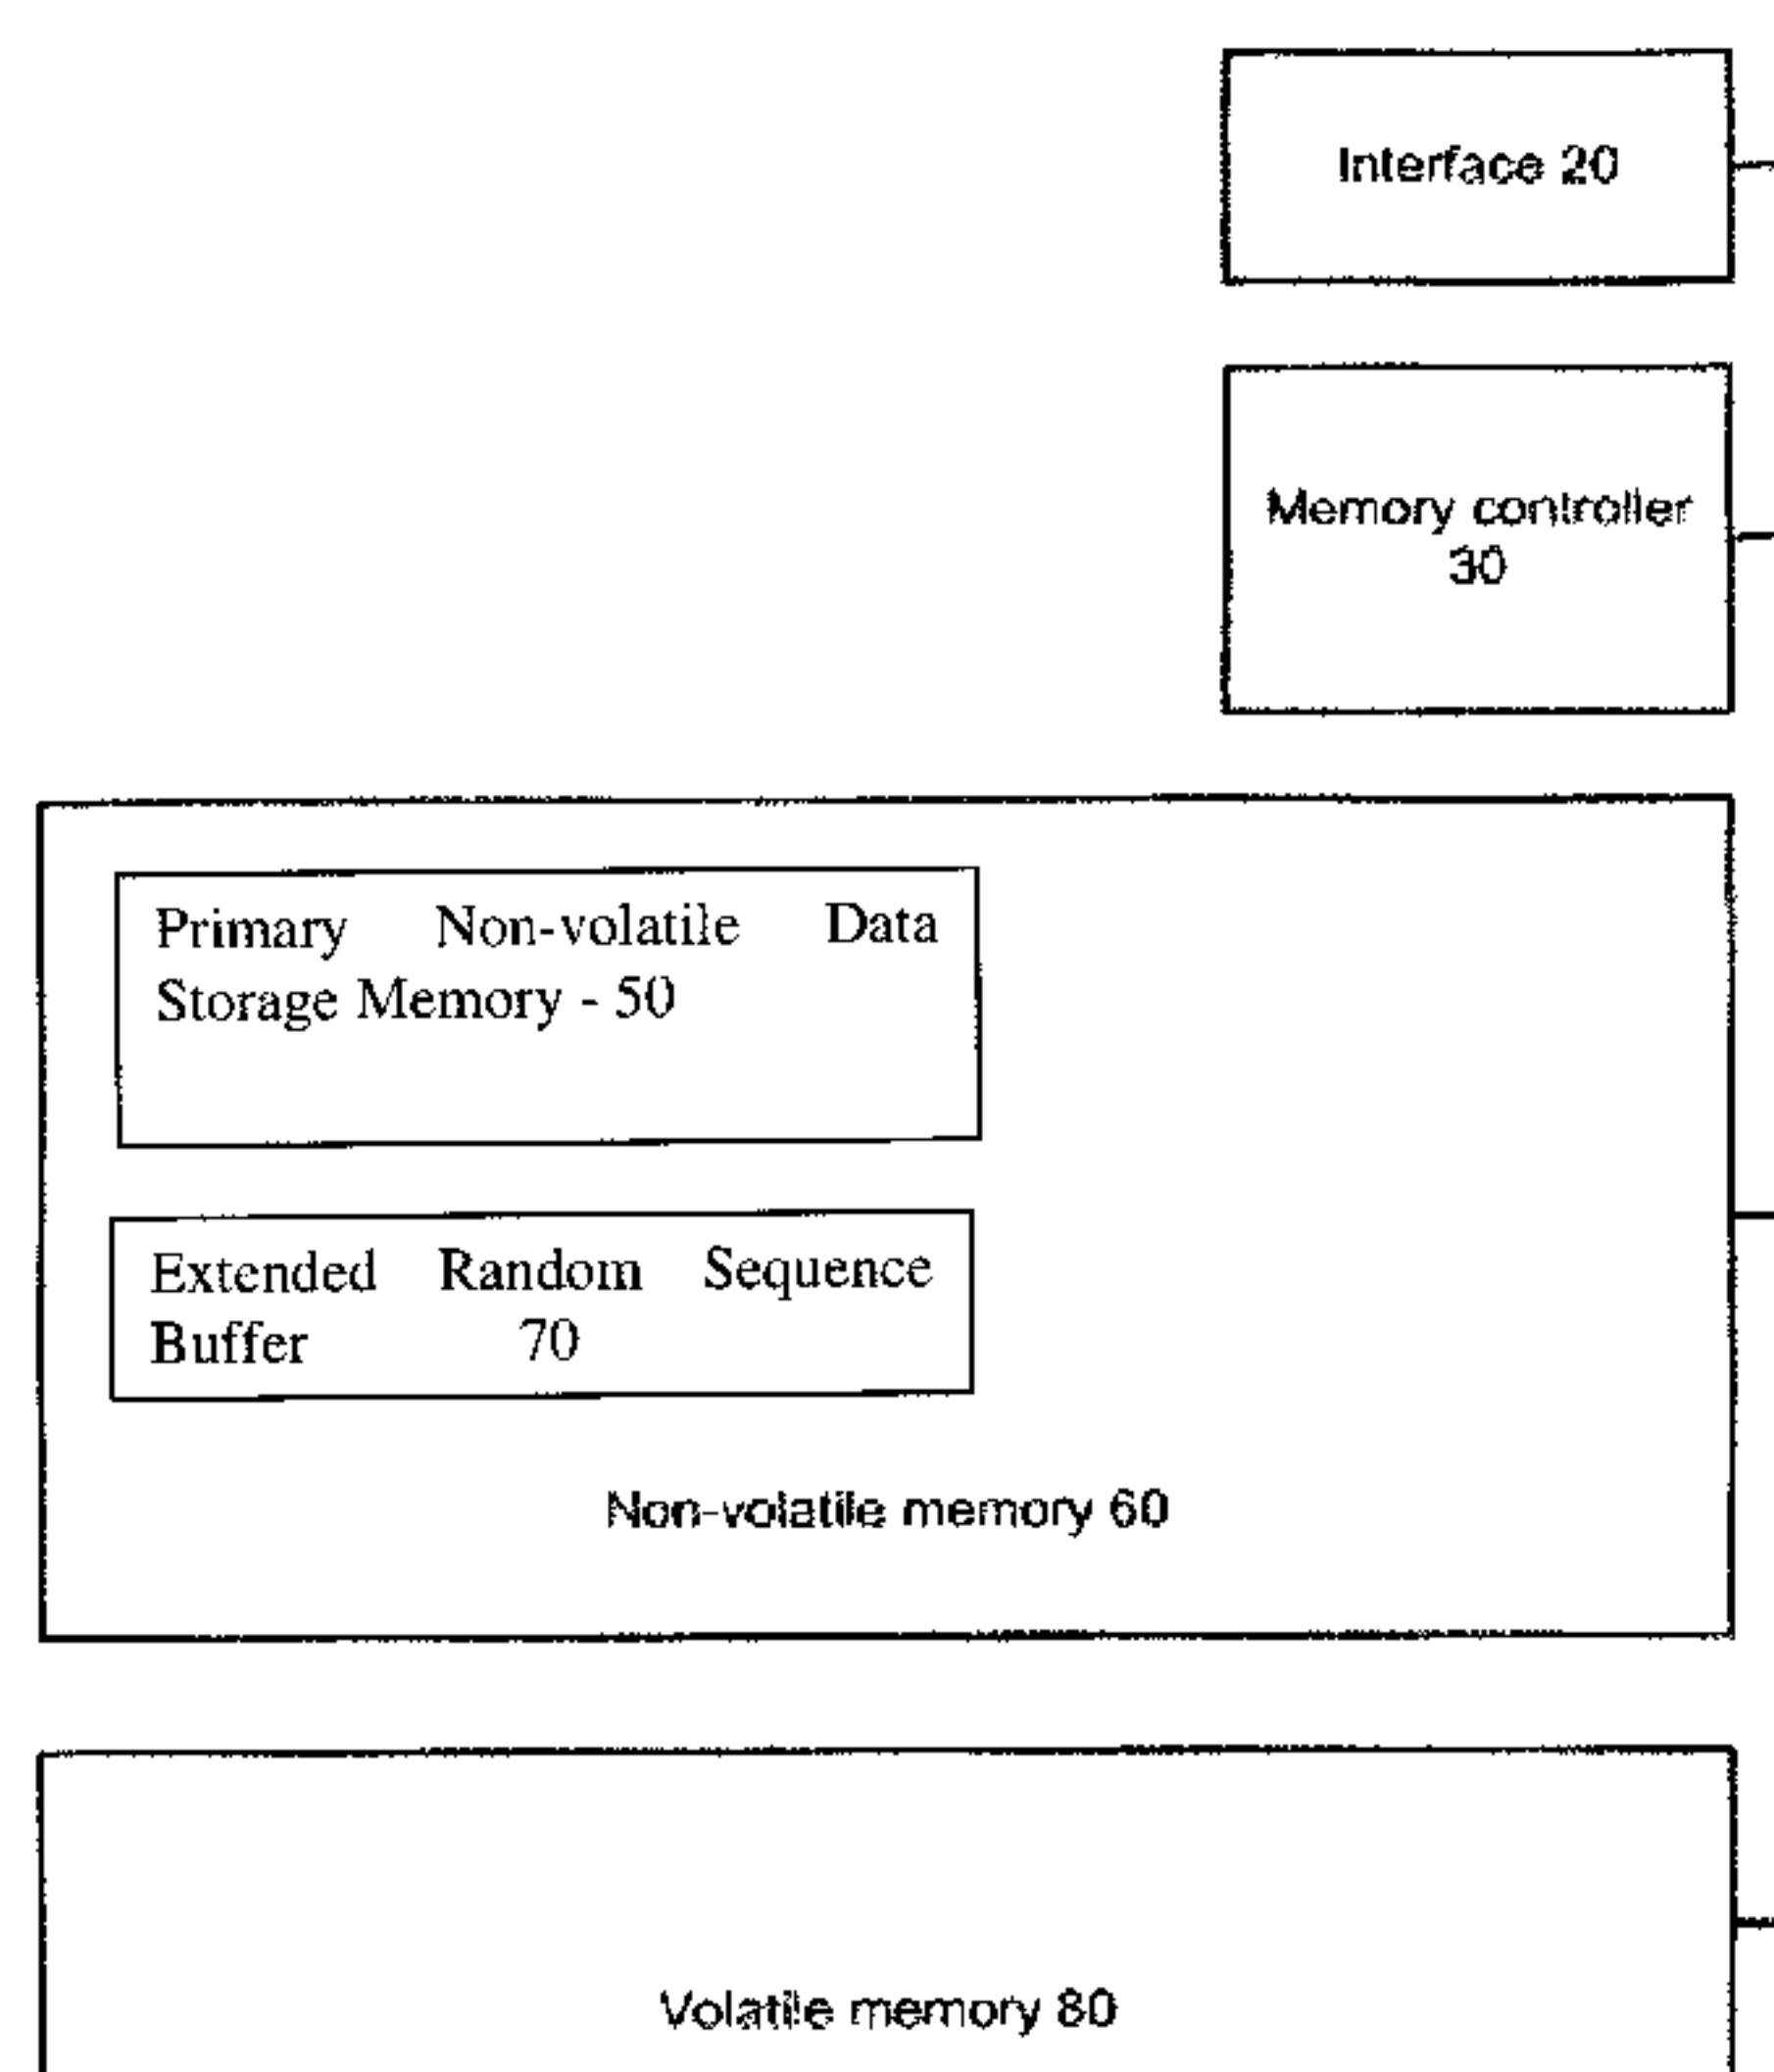 Interface 20
Memory controller
30
Primary Non-volatile Data
Storage Memory - 50
Extended Random Sequence
Buffer 70
Non-volatile memory 60
Volatile memory 80